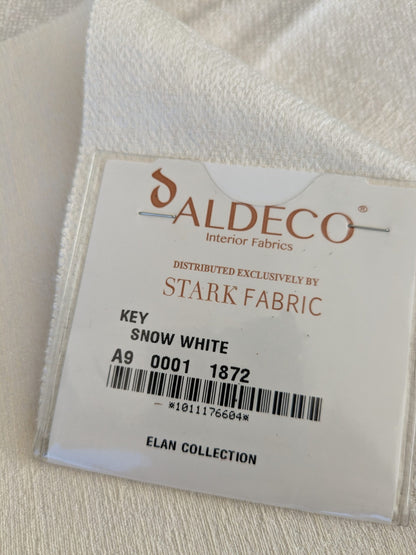 ALDECO®
Interior Fabrics
DISTRIBUTED EXCLUSIVELY BY
STARK FABRIC
KEY
SNOW WHITE
A9 0001 1872
*1011176604*
ELAN COLLECTION